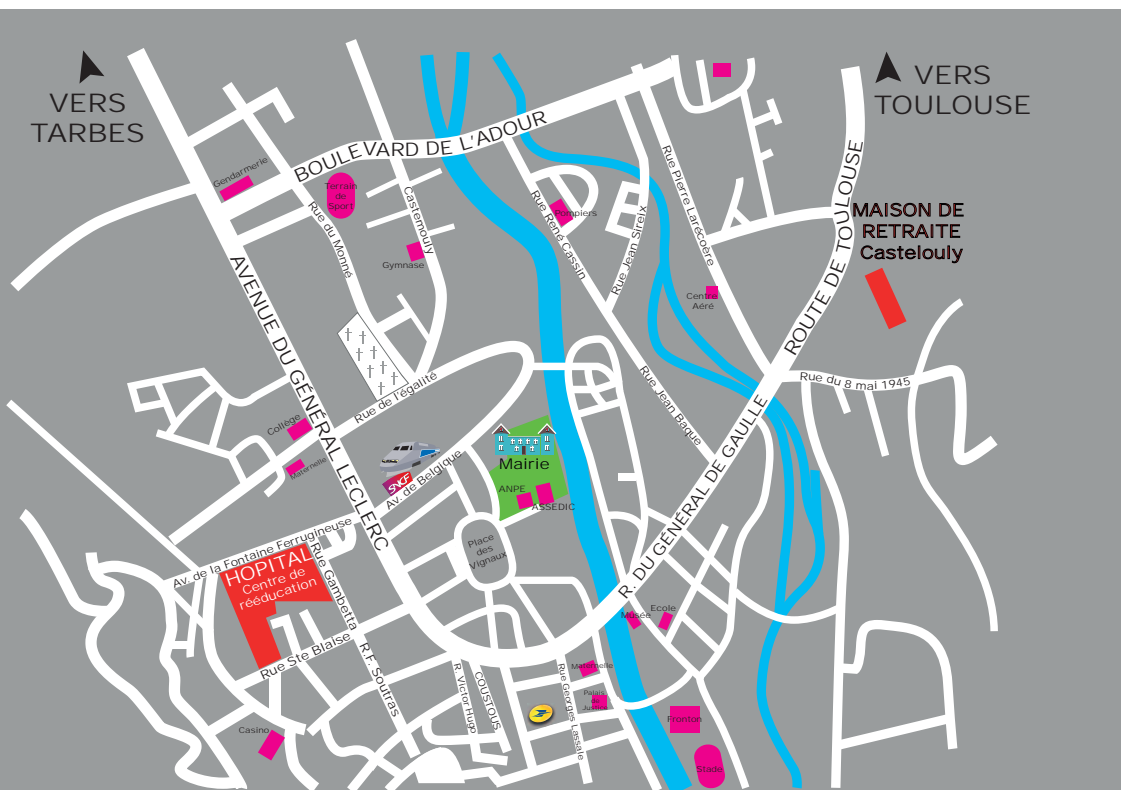 VERS
TARBES
VERS
TOULOUSE
BOULEVARD DE L'ADOUR
Gendarmerie
Terrain
de
Sport
Rue du Monné
Castemouly
Gymnase
Pompiers
Rue René Cassin
Rue Jean Sireix
Rue Pierre Larécoère
Centre
Aéré
ROUTE DE TOULOUSE
MAISON DE
RETRAITE
Castelouly
Rue du 8 mai 1945
AVENUE DU GÉNÉRAL LECLERC
Rue de l'égalité
Collège
Maternelle
SNCF
Av. de Belgique
Mairie
ANPE
ASSEDIC
Rue Jean Baque
R. DU GÉNÉRAL DE GAULLE
Place
des
Vignaux
Av. de la Fontaine Ferrugineuse
HOPITAL
Centre de
rééducation
Rue Gambetta
Rue Ste Blaise
R.F. Soutras
Musée
Ecole
R. Victor Hugo
COUSTOUS
Rue Georges Lassale
Maternelle
Palais
de
Justice
Casino
Fronton
Stade